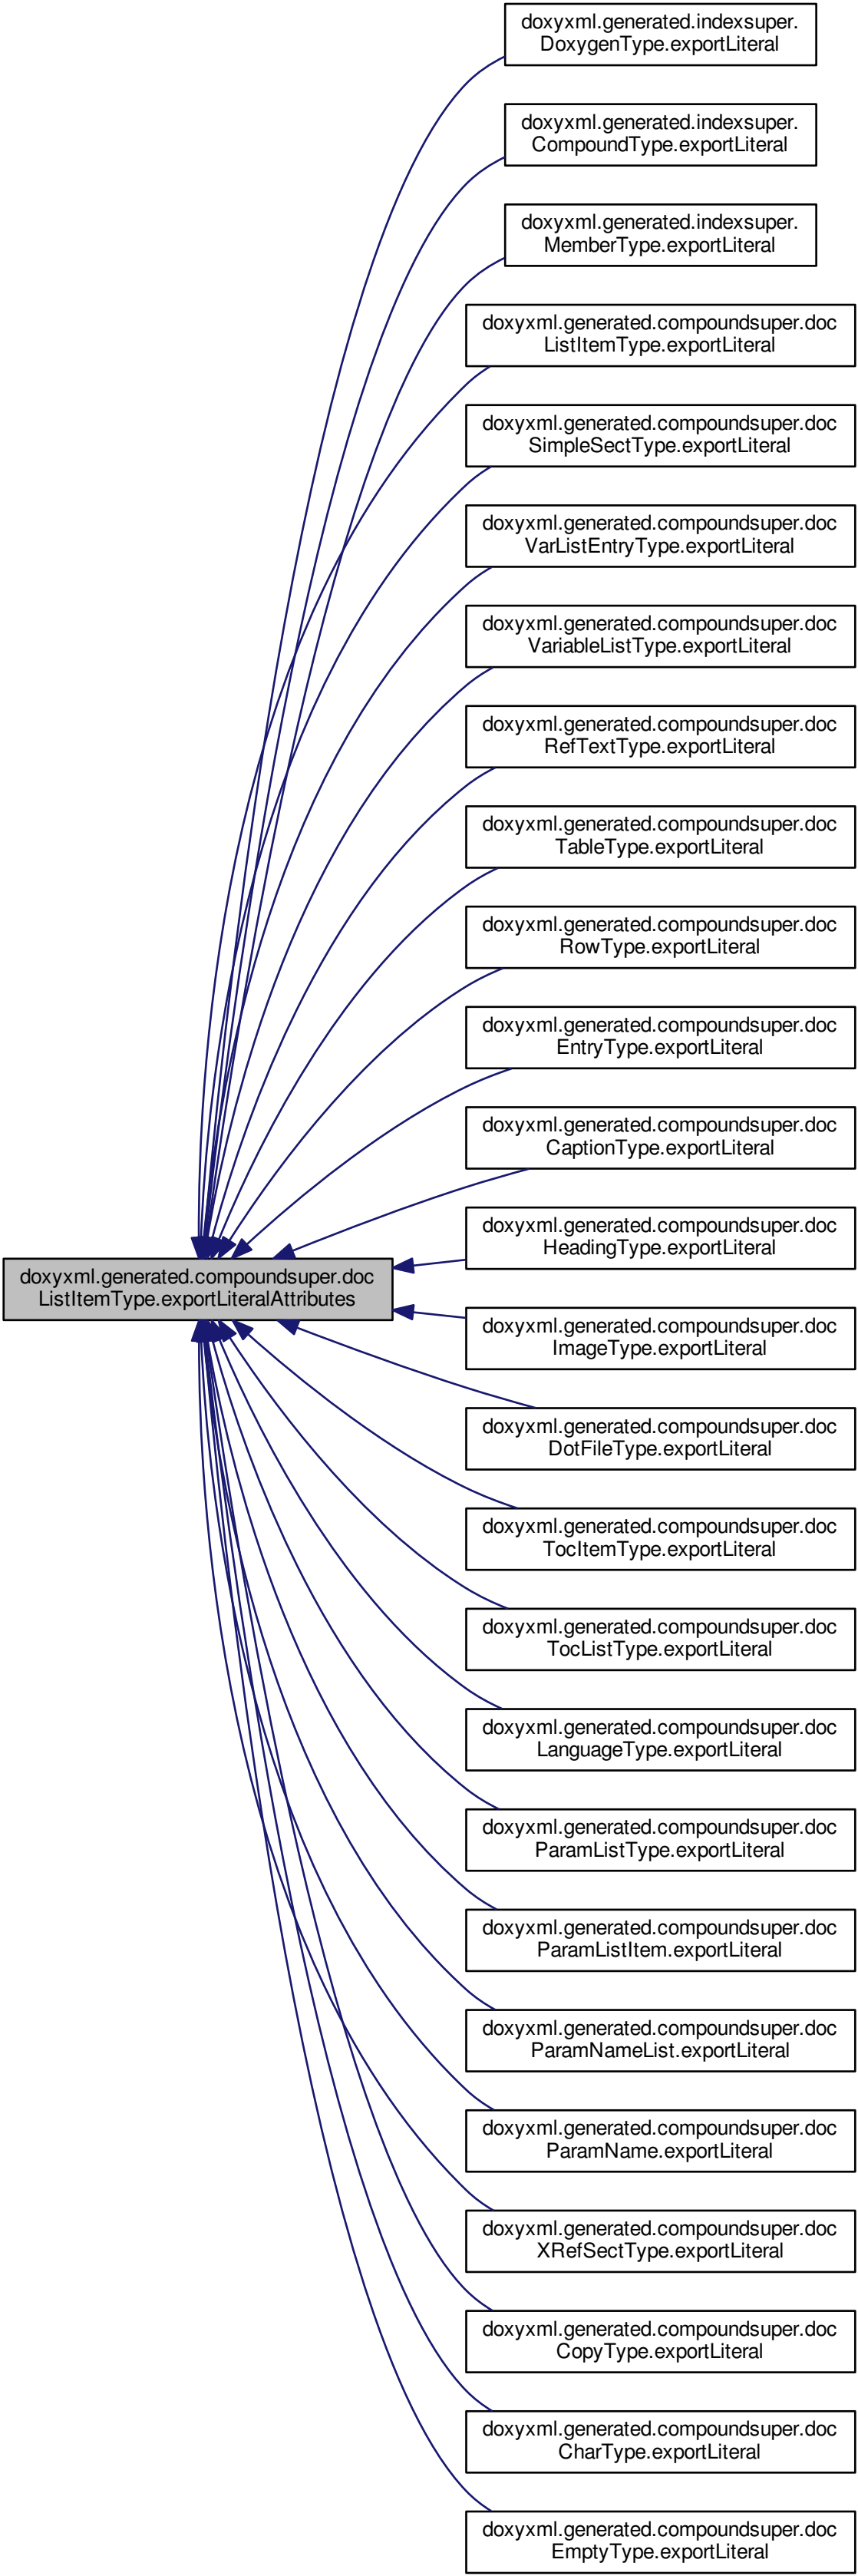 doxyxml.generated.indexsuper.
DoxygenType.exportLiteral
doxyxml.generated.indexsuper.
CompoundType.exportLiteral
doxyxml.generated.indexsuper.
MemberType.exportLiteral
doxyxml.generated.compoundsuper.doc
ListItemType.exportLiteral
doxyxml.generated.compoundsuper.doc
SimpleSectType.exportLiteral
doxyxml.generated.compoundsuper.doc
VarListEntryType.exportLiteral
doxyxml.generated.compoundsuper.doc
VariableListType.exportLiteral
doxyxml.generated.compoundsuper.doc
RefTextType.exportLiteral
doxyxml.generated.compoundsuper.doc
TableType.exportLiteral
doxyxml.generated.compoundsuper.doc
RowType.exportLiteral
doxyxml.generated.compoundsuper.doc
EntryType.exportLiteral
doxyxml.generated.compoundsuper.doc
CaptionType.exportLiteral
doxyxml.generated.compoundsuper.doc
HeadingType.exportLiteral
doxyxml.generated.compoundsuper.doc
ListItemType.exportLiteralAttributes
doxyxml.generated.compoundsuper.doc
ImageType.exportLiteral
doxyxml.generated.compoundsuper.doc
DotFileType.exportLiteral
doxyxml.generated.compoundsuper.doc
TocItemType.exportLiteral
doxyxml.generated.compoundsuper.doc
TocListType.exportLiteral
doxyxml.generated.compoundsuper.doc
LanguageType.exportLiteral
doxyxml.generated.compoundsuper.doc
ParamListType.exportLiteral
doxyxml.generated.compoundsuper.doc
ParamListItem.exportLiteral
doxyxml.generated.compoundsuper.doc
ParamNameList.exportLiteral
doxyxml.generated.compoundsuper.doc
ParamName.exportLiteral
doxyxml.generated.compoundsuper.doc
XRefSectType.exportLiteral
doxyxml.generated.compoundsuper.doc
CopyType.exportLiteral
doxyxml.generated.compoundsuper.doc
CharType.exportLiteral
doxyxml.generated.compoundsuper.doc
EmptyType.exportLiteral